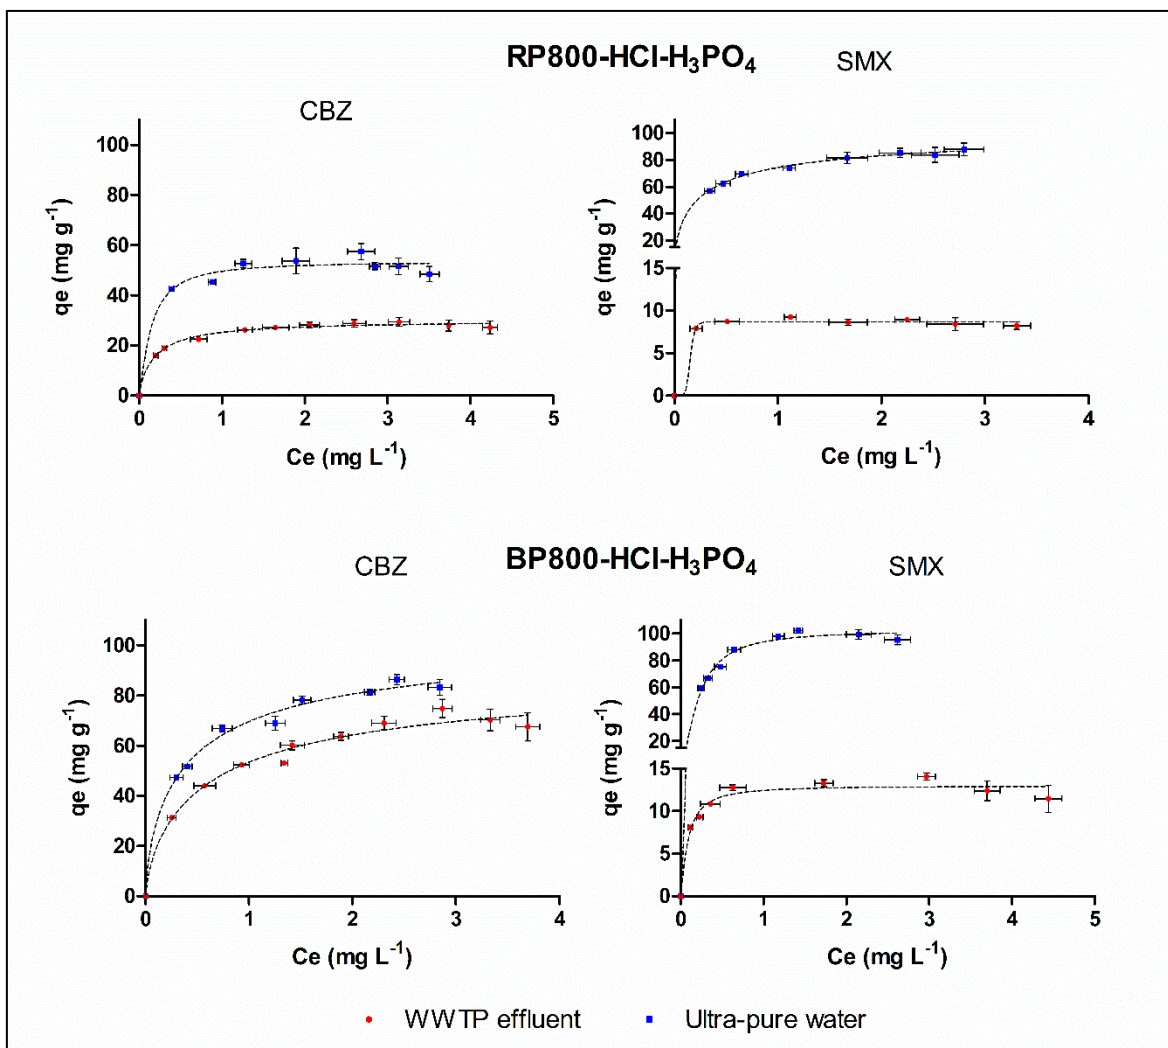 RP800-HCl-H₃PO₄
CBZ
SMX
100
80
60
40
20
0
qe (mg g⁻¹)
0 1 2 3 4 5
Ce (mg L⁻¹)
100
80
60
40
20
15
10
5
0
qe (mg g⁻¹)
0 1 2 3 4
Ce (mg L⁻¹)
BP800-HCl-H₃PO₄
CBZ
SMX
100
80
60
40
20
0
qe (mg g⁻¹)
0 1 2 3 4
Ce (mg L⁻¹)
100
80
60
40
20
15
10
5
0
qe (mg g⁻¹)
0 1 2 3 4 5
Ce (mg L⁻¹)
WWTP effluent
Ultra-pure water